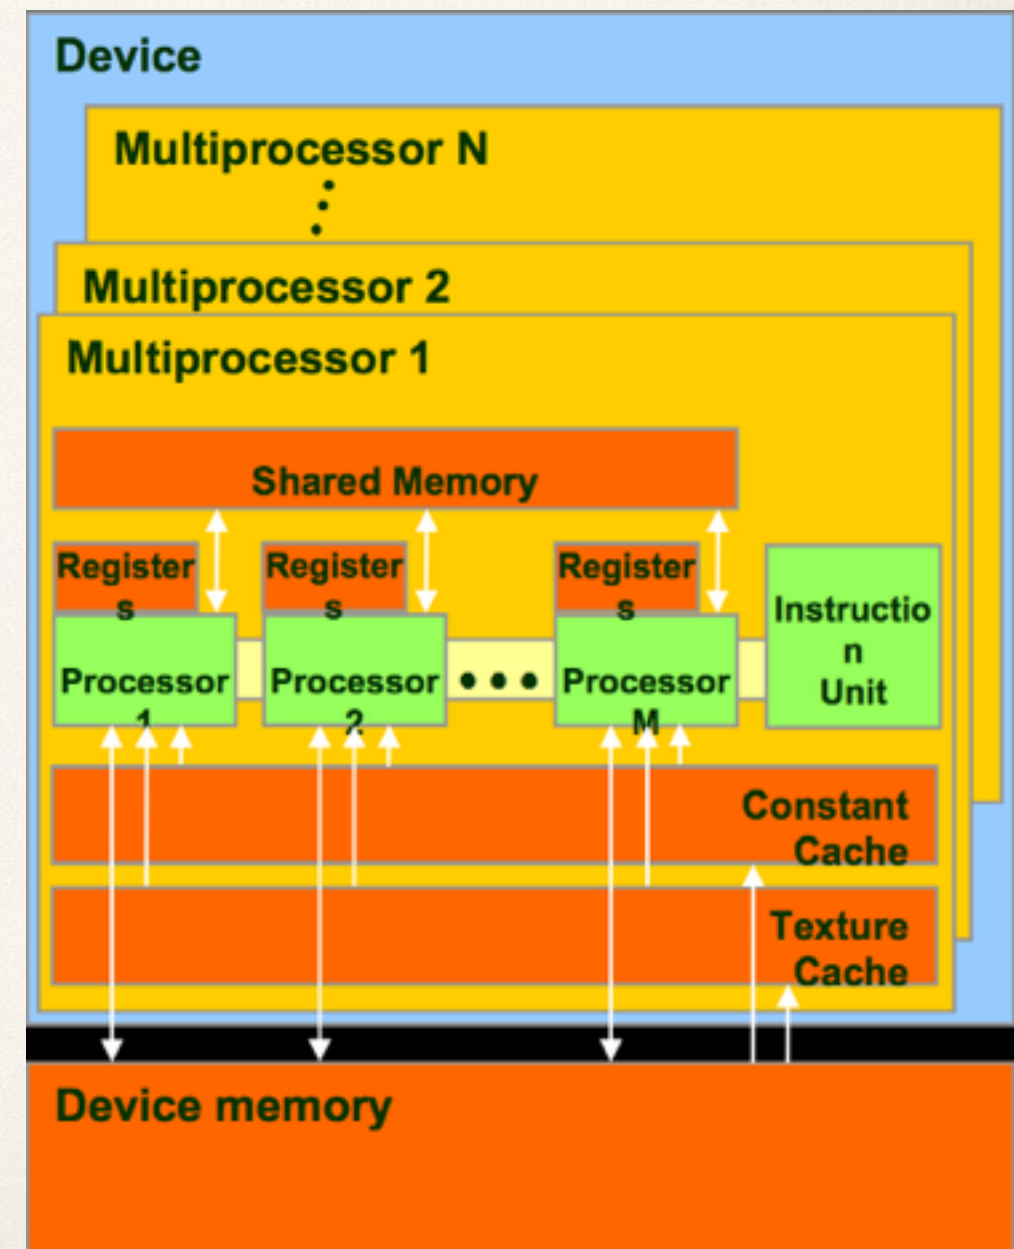 Device
Multiprocessor N
Multiprocessor 2
Multiprocessor 1
Shared Memory
Register
s
Register
s
Register
s
Instructio
n
Unit
Processor
1
Processor
2
Processor
M
Constant
Cache
Texture
Cache
Device memory